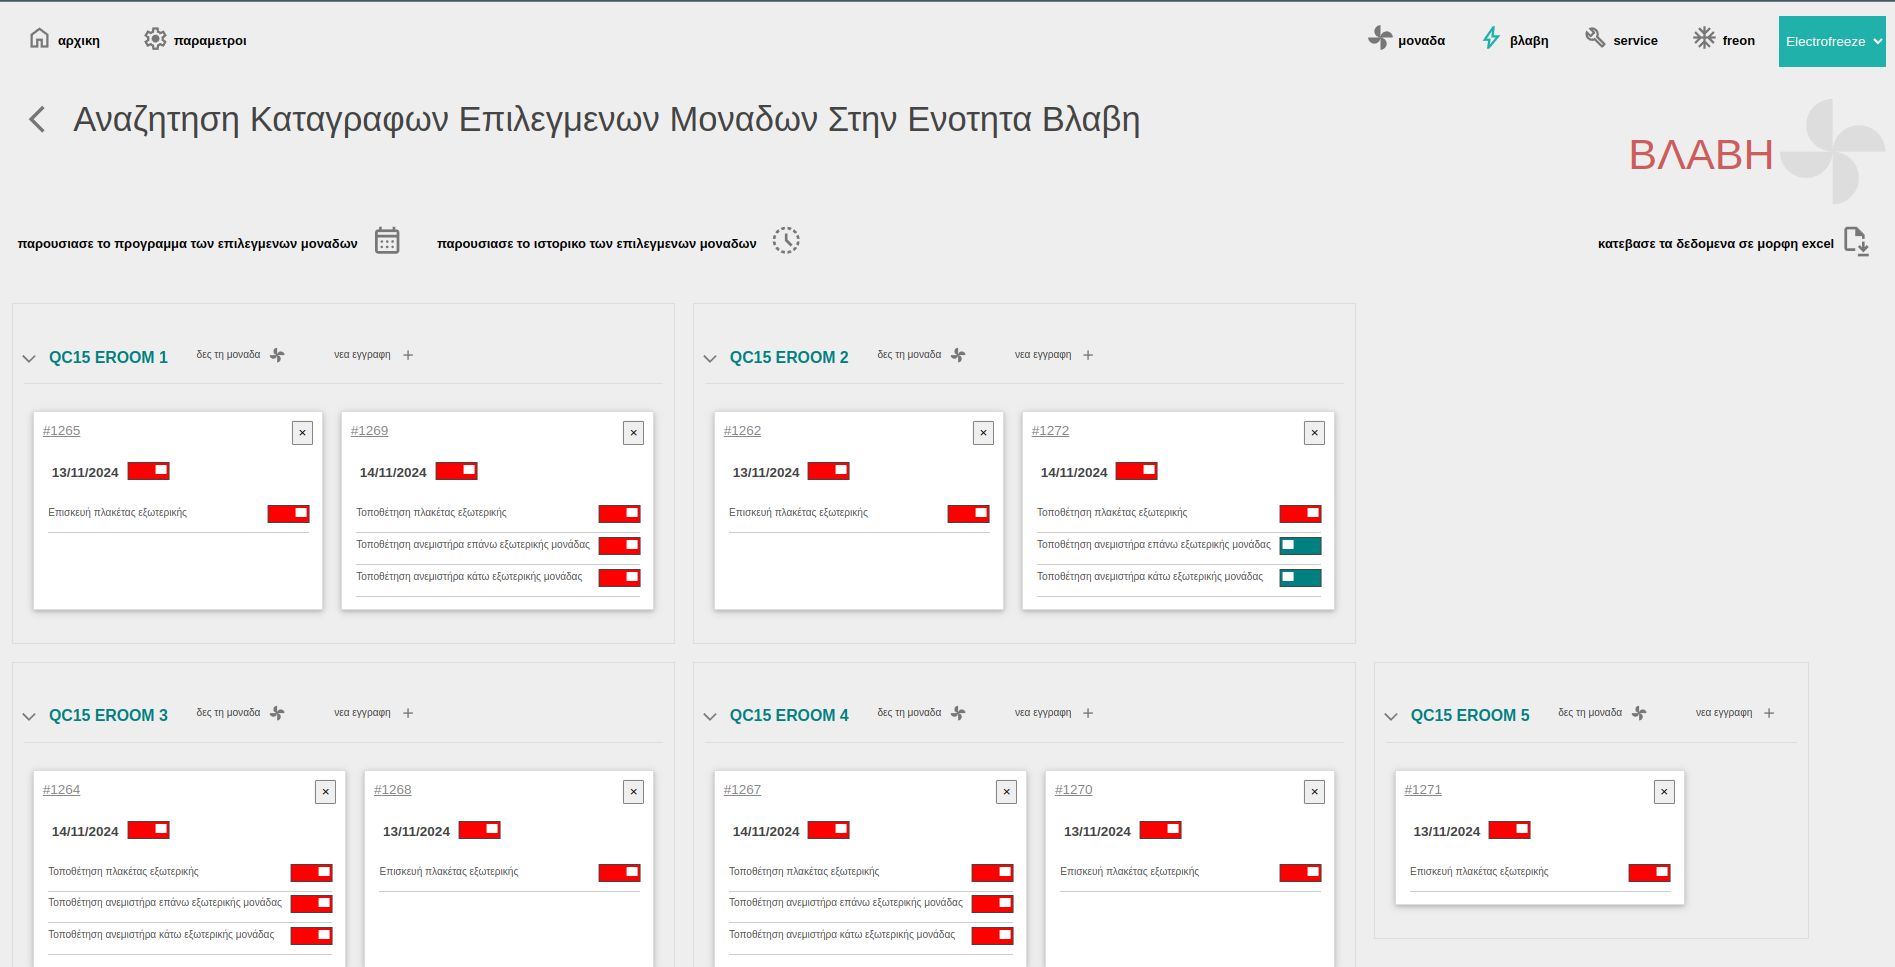 αρχικη
παραμετροι
μοναδα
βλαβη
service
freon
Electrofreeze
Αναζητηση Καταγραφων Επιλεγμενων Μοναδων Στην Ενοτητα Βλαβη
ΒΛΑΒΗ
παρουσιασε το προγραμμα των επιλεγμενων μοναδων
παρουσιασε το ιστορικο των επιλεγμενων μοναδων
κατεβασε τα δεδομενα σε μορφη excel
QC15 EROOM 1
δες τη μοναδα
νεα εγγραφη
#1265
13/11/2024
Επισκευή πλακέτας εξωτερικής
#1269
14/11/2024
Τοποθέτηση πλακέτας εξωτερικής
Τοποθέτηση ανεμιστήρα επάνω εξωτερικής μονάδας
Τοποθέτηση ανεμιστήρα κάτω εξωτερικής μονάδας
QC15 EROOM 2
δες τη μοναδα
νεα εγγραφη
#1262
13/11/2024
Επισκευή πλακέτας εξωτερικής
#1272
14/11/2024
Τοποθέτηση πλακέτας εξωτερικής
Τοποθέτηση ανεμιστήρα επάνω εξωτερικής μονάδας
Τοποθέτηση ανεμιστήρα κάτω εξωτερικής μονάδας
QC15 EROOM 3
δες τη μοναδα
νεα εγγραφη
#1264
14/11/2024
Τοποθέτηση πλακέτας εξωτερικής
Τοποθέτηση ανεμιστήρα επάνω εξωτερικής μονάδας
Τοποθέτηση ανεμιστήρα κάτω εξωτερικής μονάδας
#1268
13/11/2024
Επισκευή πλακέτας εξωτερικής
QC15 EROOM 4
δες τη μοναδα
νεα εγγραφη
#1267
14/11/2024
Τοποθέτηση πλακέτας εξωτερικής
Τοποθέτηση ανεμιστήρα επάνω εξωτερικής μονάδας
Τοποθέτηση ανεμιστήρα κάτω εξωτερικής μονάδας
#1270
13/11/2024
Επισκευή πλακέτας εξωτερικής
QC15 EROOM 5
δες τη μοναδα
νεα εγγραφη
#1271
13/11/2024
Επισκευή πλακέτας εξωτερικής